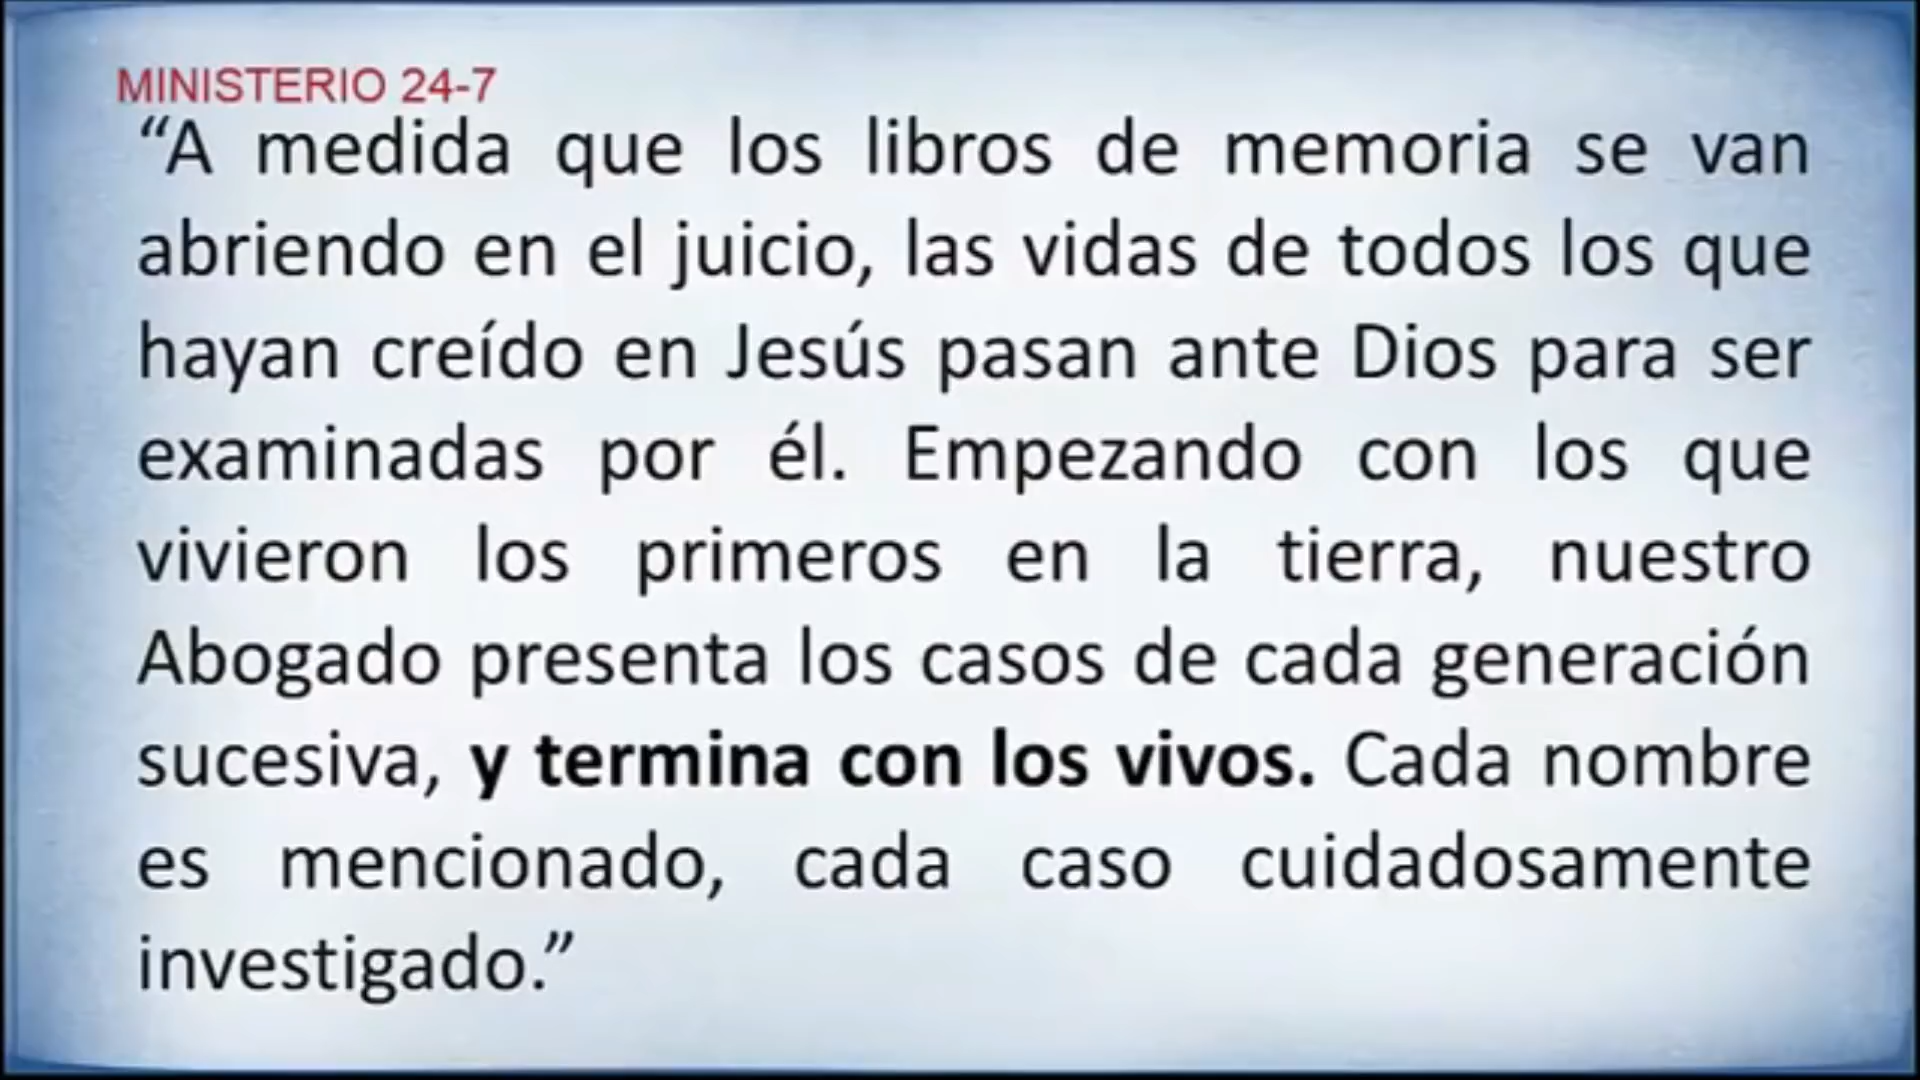 MINISTERIO 24-7
“A medida que los libros de memoria se van
abriendo en el juicio, las vidas de todos los que
hayan creído en Jesús pasan ante Dios para ser
examinadas por él. Empezando con los que
vivieron los primeros en la tierra, nuestro
Abogado presenta los casos de cada generación
sucesiva, y termina con los vivos. Cada nombre
es mencionado, cada caso cuidadosamente
investigado.”